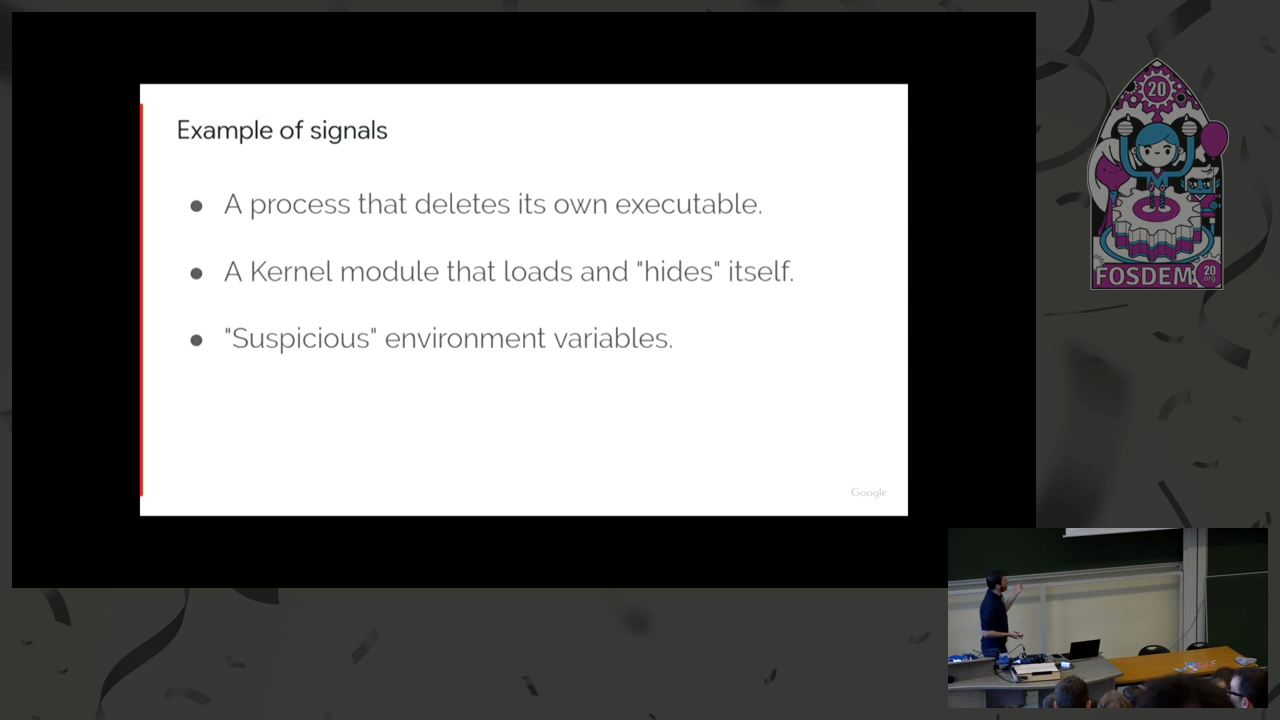 Example of signals
● A process that deletes its own executable.
● A Kernel module that loads and "hides" itself.
● "Suspicious" environment variables.
Google
20
FOSDEM
20
org